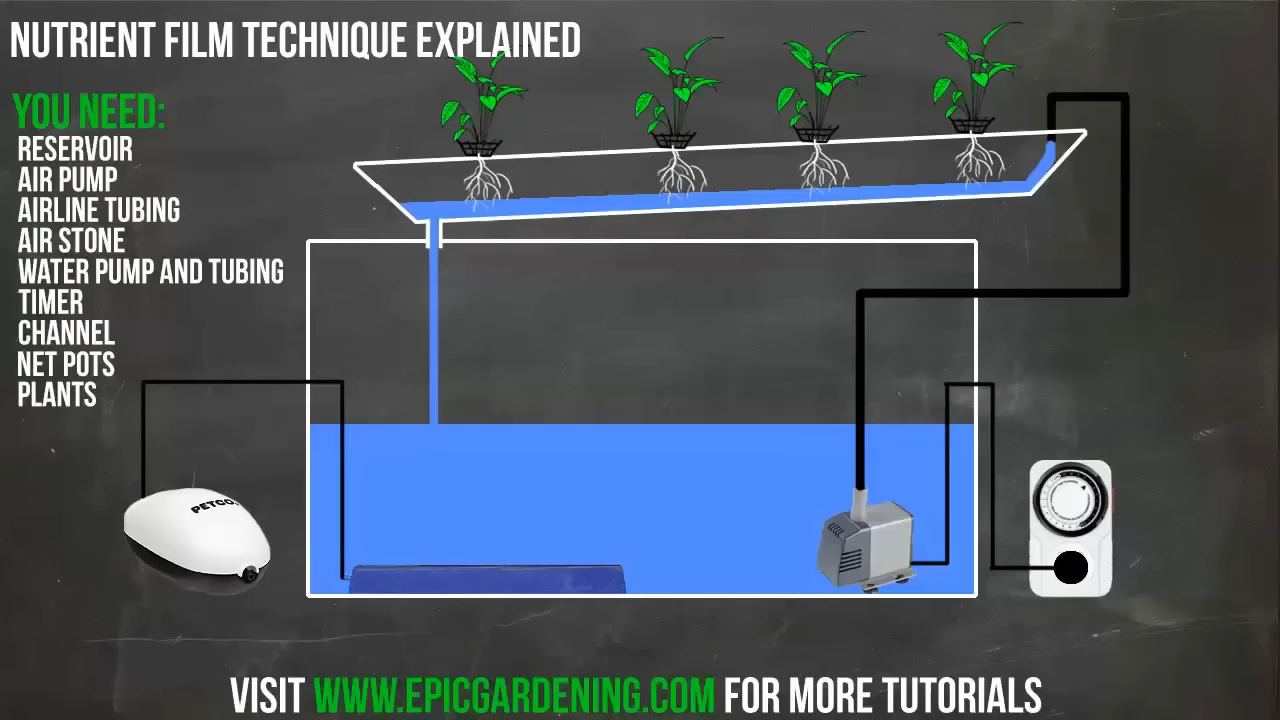 NUTRIENT FILM TECHNIQUE EXPLAINED
YOU NEED:
RESERVOIR
AIR PUMP
AIRLINE TUBING
AIR STONE
WATER PUMP AND TUBING
TIMER
CHANNEL
NET POTS
PLANTS
PETCO
VISIT WWW.EPICGARDENING.COM FOR MORE TUTORIALS